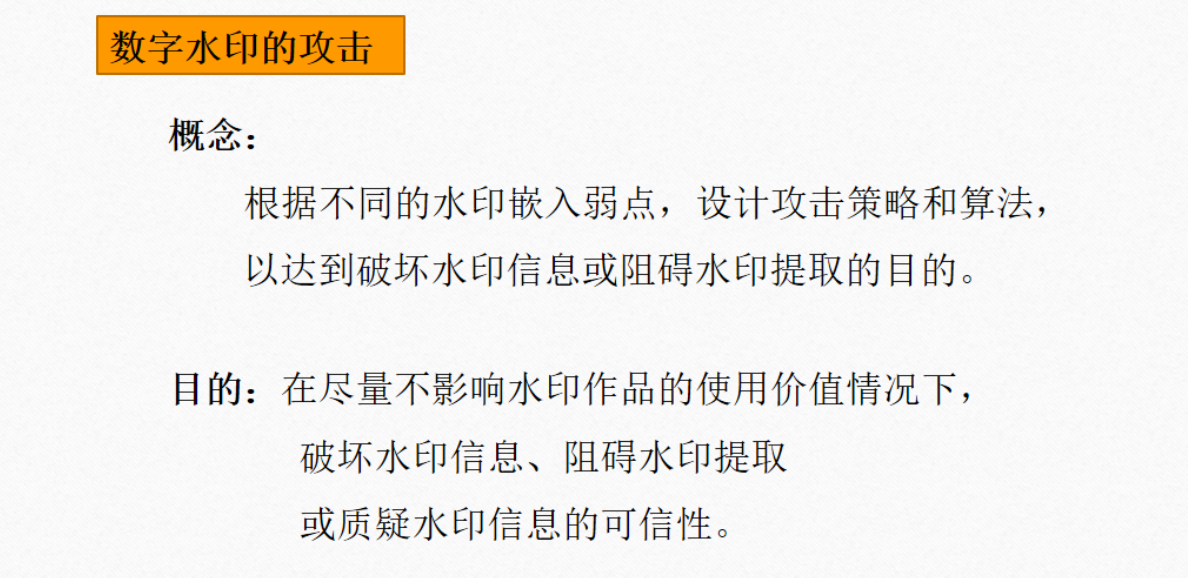 数字水印的攻击
概念：
根据不同的水印嵌入弱点，设计攻击策略和算法，
以达到破坏水印信息或阻碍水印提取的目的。
目的：在尽量不影响水印作品的使用价值情况下，
破坏水印信息、阻碍水印提取
或质疑水印信息的可信性。